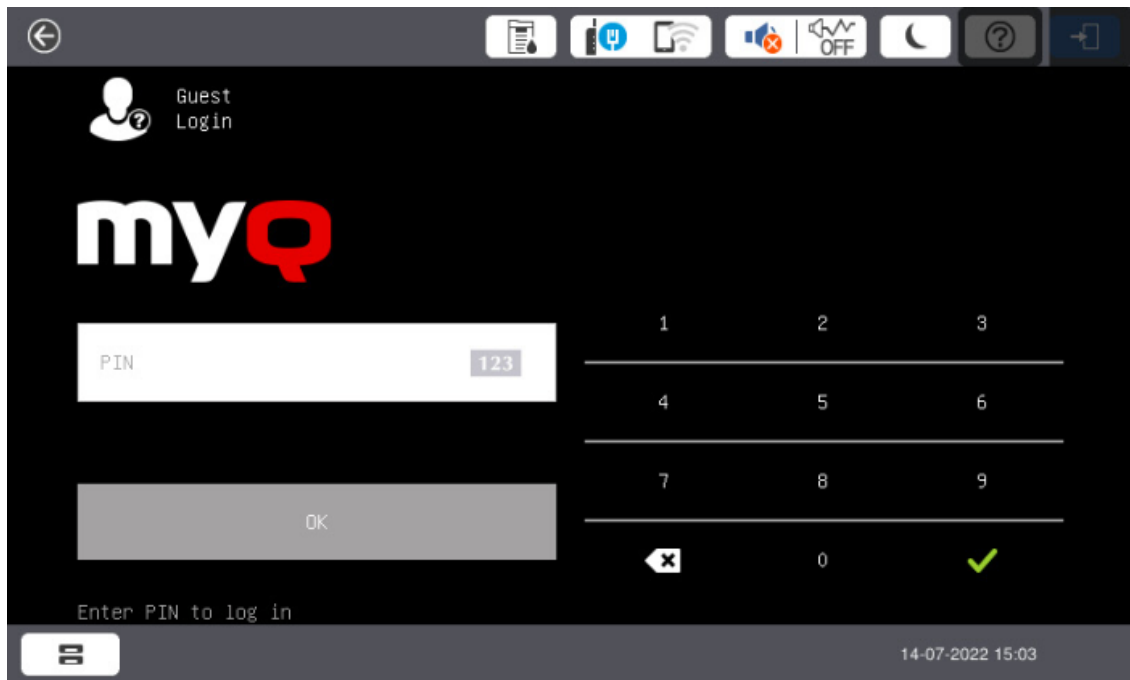 OFF
Guest
Login
myQ
PIN
123
1 2 3
4 5 6
7 8 9
0
OK
Enter PIN to log in
14-07-2022 15:03